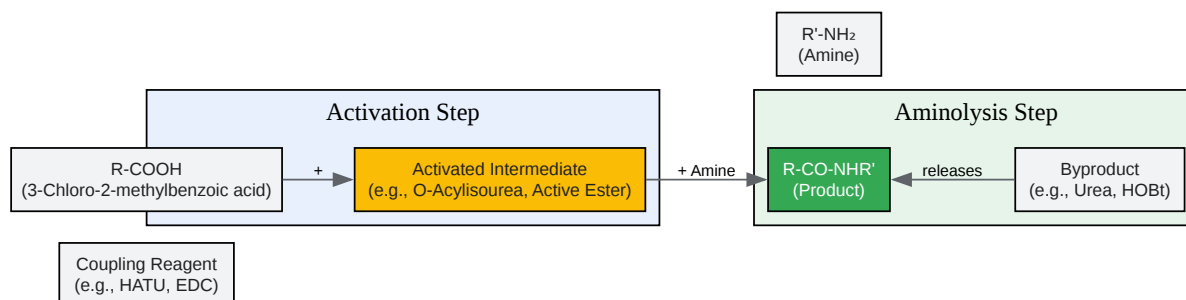 R'-NH₂
(Amine)
Activation Step
Aminolysis Step
R-COOH
(3-Chloro-2-methylbenzoic acid)
+
Activated Intermediate
(e.g., O-Acylisourea, Active Ester)
+ Amine
R-CO-NHR'
(Product)
releases
Byproduct
(e.g., Urea, HOBt)
Coupling Reagent
(e.g., HATU, EDC)